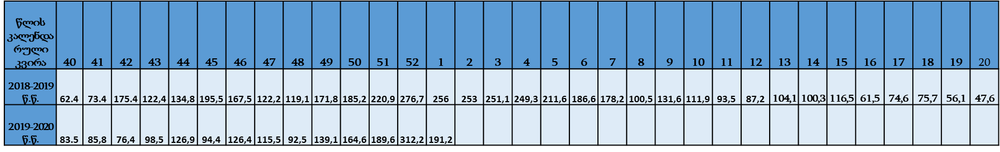 წლის
კალენდა
რული
კვირა 40 41 42 43 44 45 46 47 48 49 50 51 52 1 2 3 4 5 6 7 8 9 10 11 12 13 14 15 16 17 18 19 20
2018-2019
წ.წ. 62.4 73.4 175.4 122,4 134,8 195,5 167,5 122,2 119,1 171,8 185,2 220,9 276,7 256 253 251,1 249,3 211,6 186,6 178,2 100,5 131,6 111,9 93,5 87,2 104,1 100,3 116,5 61,5 74,6 75,7 56,1 47,6
2019-2020
წ.წ. 83.5 85,8 76,4 98,5 126,9 94,4 126,4 115,5 92,5 139,1 164,6 189,6 312,2 191,2